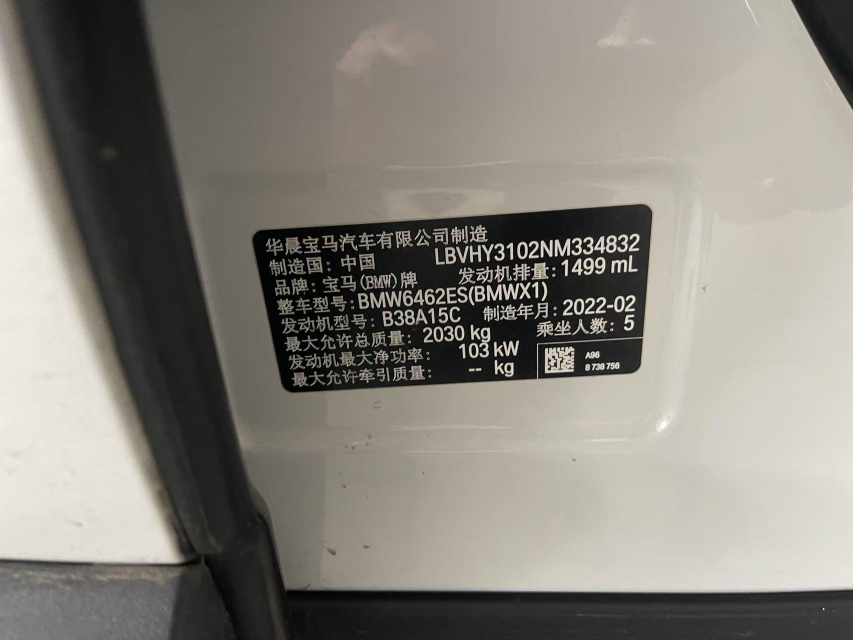 华晨宝马汽车有限公司制造
制造国：中国 LBVHY3102NM334832
品牌：宝马(BMW)牌 发动机排量：1499 mL
整车型号：BMW6462ES(BMWX1)
发动机型号：B38A15C 制造年月：2022-02
最大允许总质量：2030 kg 乘坐人数：5
发动机最大净功率：103 kW
最大允许牵引质量：-- kg
A96
8 738 756